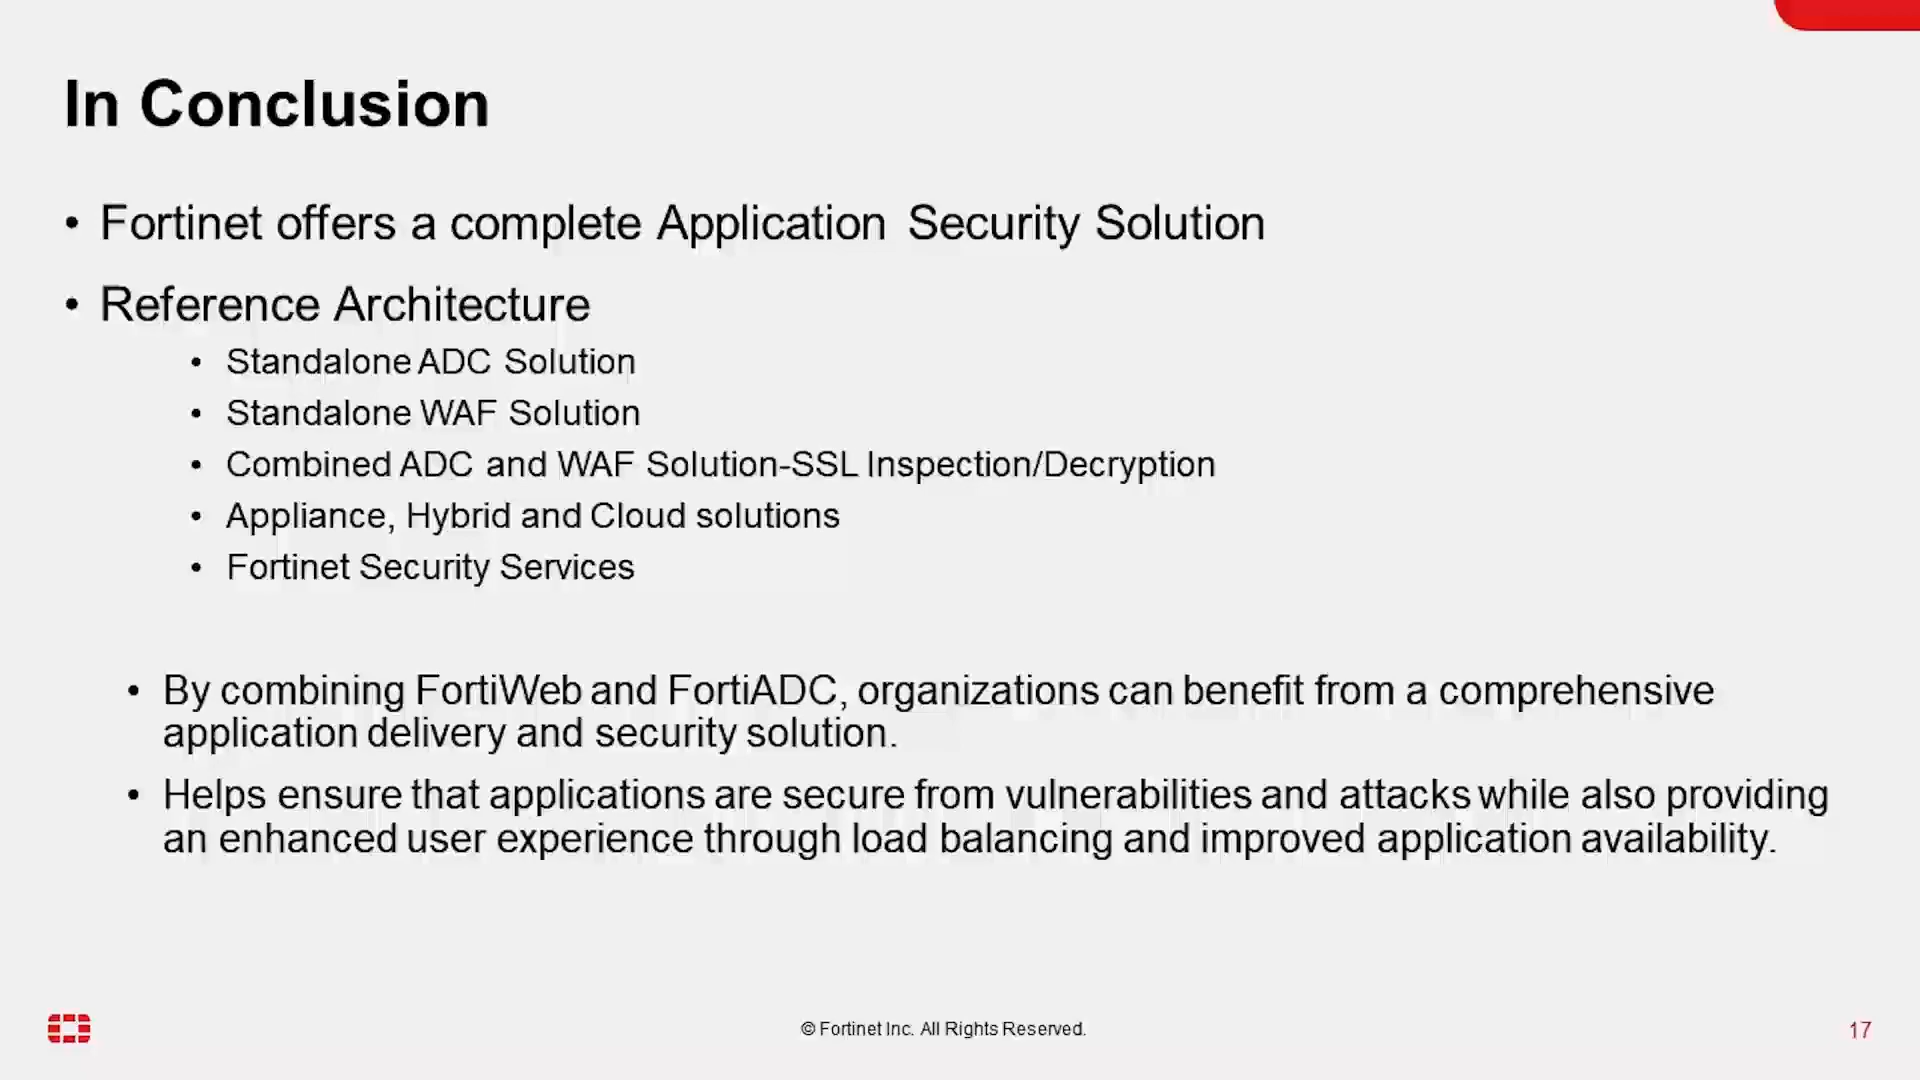 In Conclusion
• Fortinet offers a complete Application Security Solution
• Reference Architecture
• Standalone ADC Solution
• Standalone WAF Solution
• Combined ADC and WAF Solution-SSL Inspection/Decryption
• Appliance, Hybrid and Cloud solutions
• Fortinet Security Services
• By combining FortiWeb and FortiADC, organizations can benefit from a comprehensive
application delivery and security solution.
• Helps ensure that applications are secure from vulnerabilities and attacks while also providing
an enhanced user experience through load balancing and improved application availability.
© Fortinet Inc. All Rights Reserved.
17